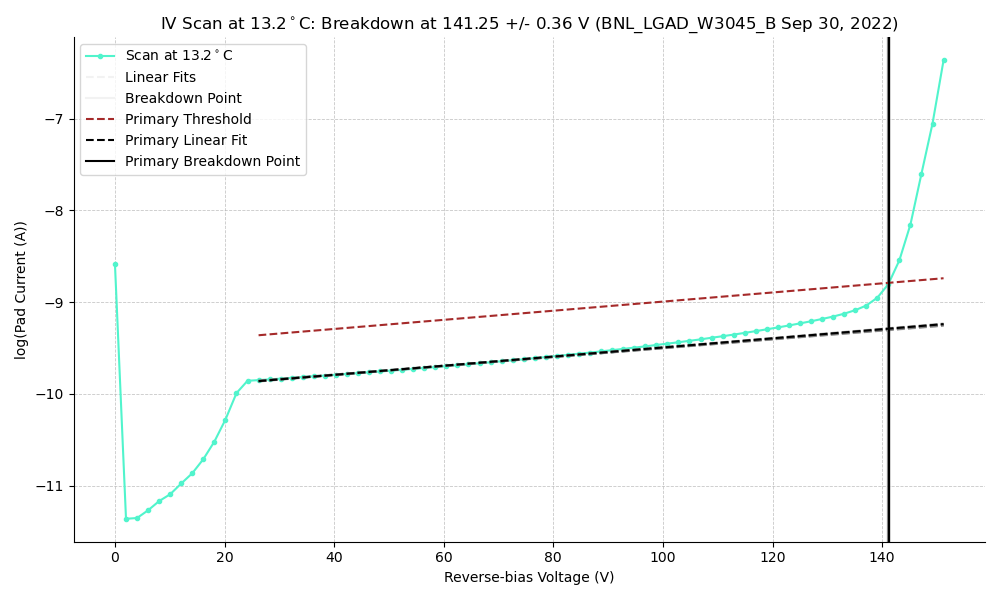 IV Scan at 13.2°C: Breakdown at 141.25 +/- 0.36 V (BNL_LGAD_W3045_B Sep 30, 2022)
Scan at 13.2°C
Linear Fits
Breakdown Point
Primary Threshold
Primary Linear Fit
Primary Breakdown Point
log(Pad Current (A))
−7
−8
−9
−10
−11
0 20 40 60 80 100 120 140
Reverse-bias Voltage (V)